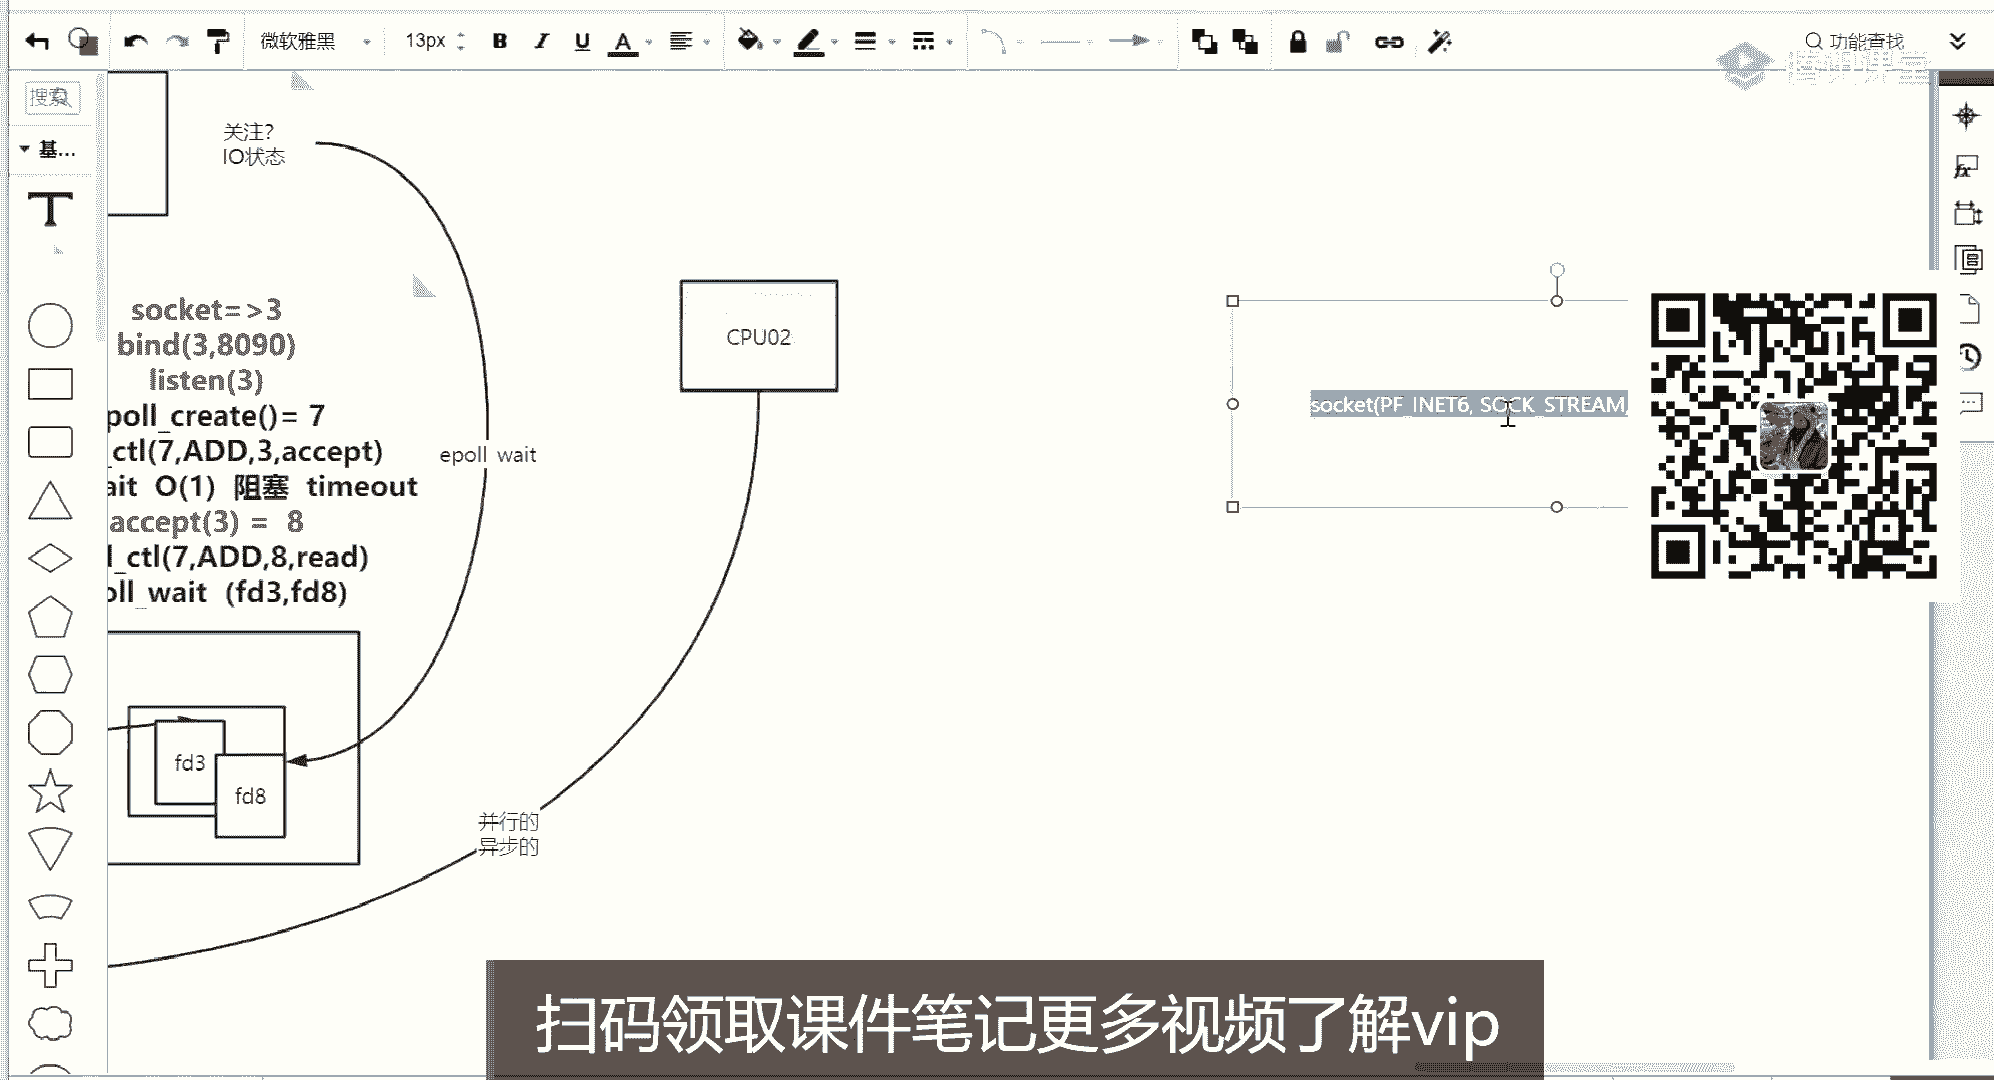 微软雅黑
13px
B I U A
功能查找
腾讯课堂
搜索
基...
T
关注?
IO状态
socket=>3
bind(3,8090)
listen(3)
poll_create()= 7
_ctl(7,ADD,3,accept)
ait O(1) 阻塞 timeout
accept(3) = 8
l_ctl(7,ADD,8,read)
oll_wait (fd3,fd8)
epoll wait
CPU02
socket(PF_INET6, SOCK_STREAM,
fd3
fd8
并行的
异步的
扫码领取课件笔记更多视频了解vip